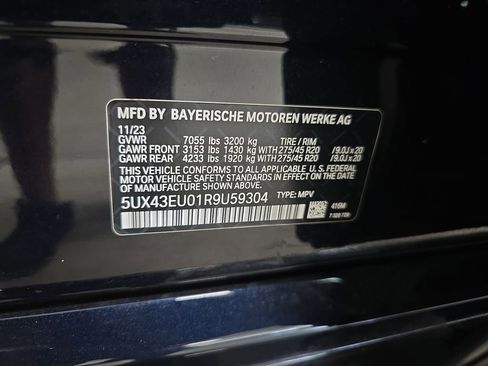 MFD BY BAYERISCHE MOTOREN WERKE AG
11/23
GVWR 7055 lbs 3200 kg TIRE / RIM
GAWR FRONT 3153 lbs 1430 kg WITH 275/45 R20 /9.0J x 20
GAWR REAR 4233 lbs 1920 kg WITH 275/45 R20 /9.0J x 20
THIS VEHICLE CONFORMS TO ALL APPLICABLE U. S. FEDERAL
MOTOR VEHICLE SAFETY STANDARDS IN EFFECT ON THE
DATE OF MANUFACTURE SHOWN ABOVE.
5UX43EU01R9U59304 TYPE: MPV
416M